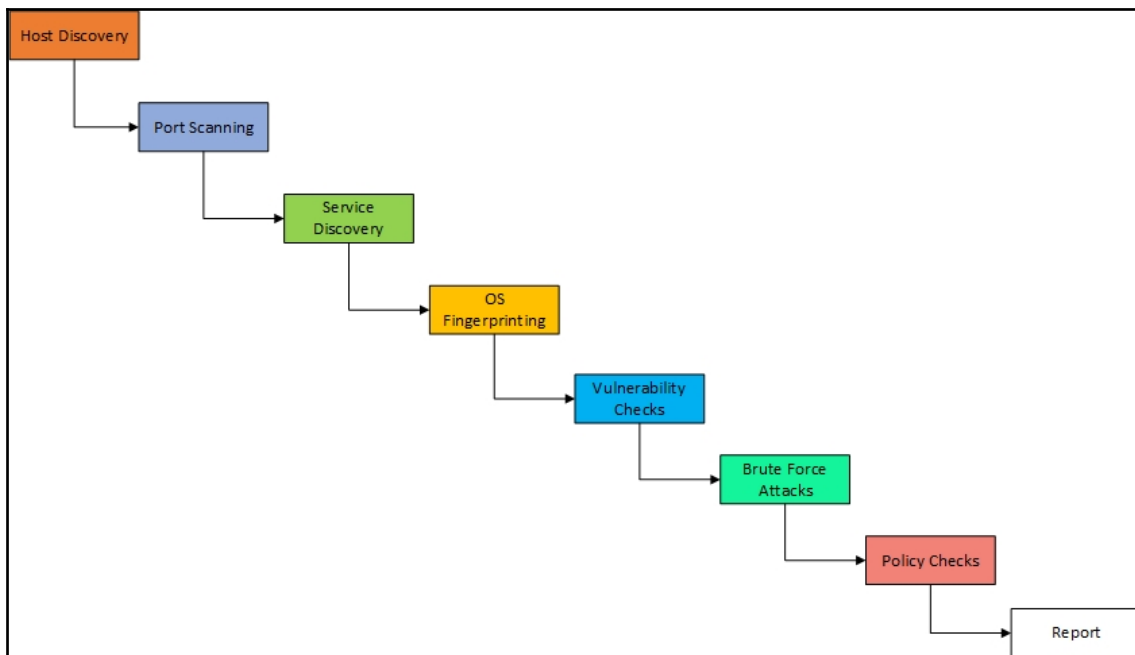 Host Discovery
Port Scanning
Service
Discovery
OS
Fingerprinting
Vulnerability
Checks
Brute Force
Attacks
Policy Checks
Report